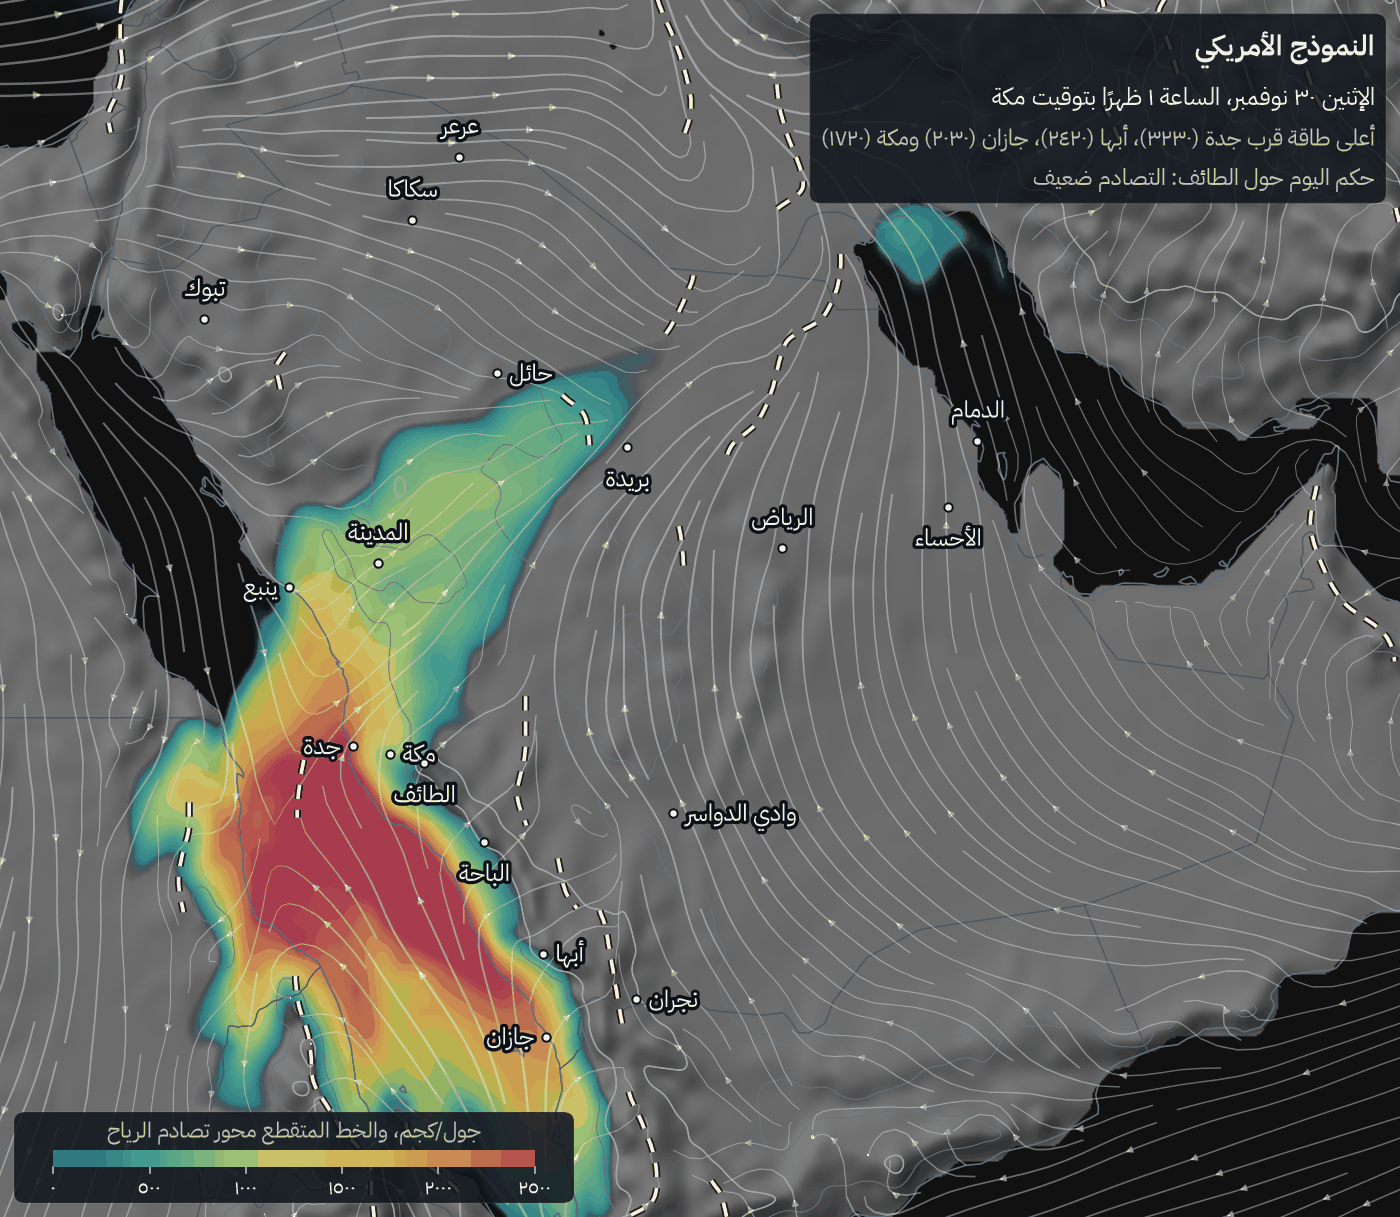 النموذج الأمريكي
الإثنين ٣٠ نوفمبر، الساعة ١ ظهرًا بتوقيت مكة
أعلى طاقة قرب جدة (٣٢٣٠)، أبها (٢٤٢٠)، جازان (٢٠٣٠) ومكة (١٧٢٠)
حكم اليوم حول الطائف: التصادم ضعيف
عرعر
سكاكا
تبوك
حائل
الدمام
بريدة
الرياض
الأحساء
المدينة
ينبع
جدة
مكة
الطائف
وادي الدواسر
الباحة
أبها
نجران
جازان
جول/كجم، والخط المتقطع محور تصادم الرياح
٠ ٥٠٠ ١٠٠٠ ١٥٠٠ ٢٠٠٠ ٢٥٠٠